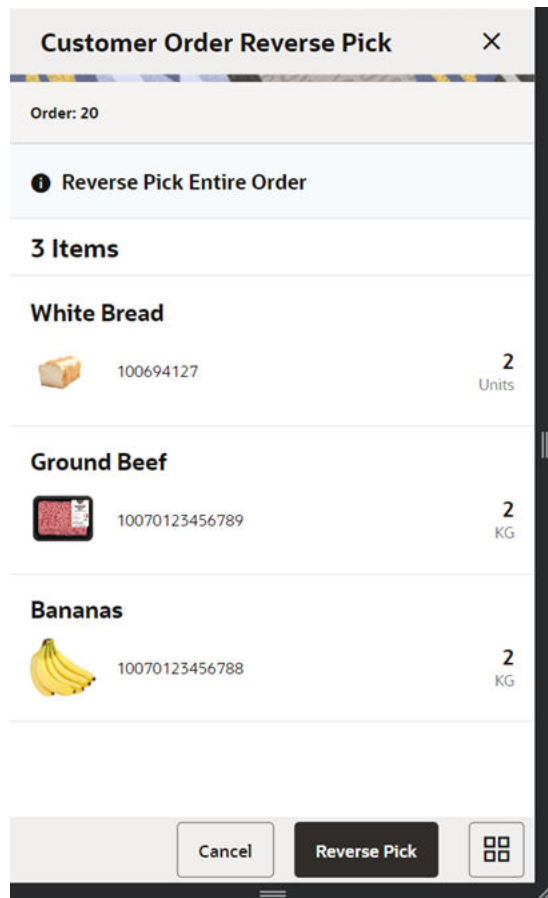 Customer Order Reverse Pick
Order: 20
Reverse Pick Entire Order
3 Items
White Bread
100694127
2
Units
Ground Beef
10070123456789
2
KG
Bananas
10070123456788
2
KG
Cancel
Reverse Pick